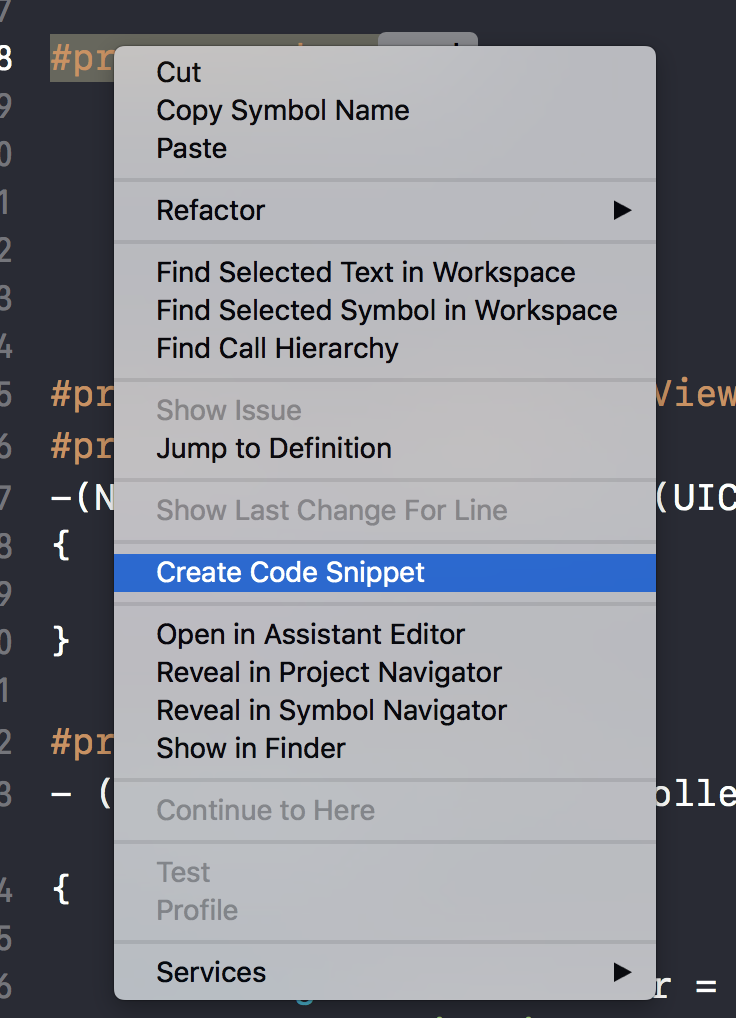 7
8 #pr
Cut
9 Copy Symbol Name
0 Paste
1 Refactor
2 Find Selected Text in Workspace
3 Find Selected Symbol in Workspace
4 Find Call Hierarchy
5 #pr View
Show Issue
6 #pr Jump to Definition
7 -(N (UIC
Show Last Change For Line
8 {
Create Code Snippet
9
0 } Open in Assistant Editor
Reveal in Project Navigator
1 Reveal in Symbol Navigator
2 #pr Show in Finder
3 - ( olle
Continue to Here
4 {
Test
Profile
5
Services
6 r =